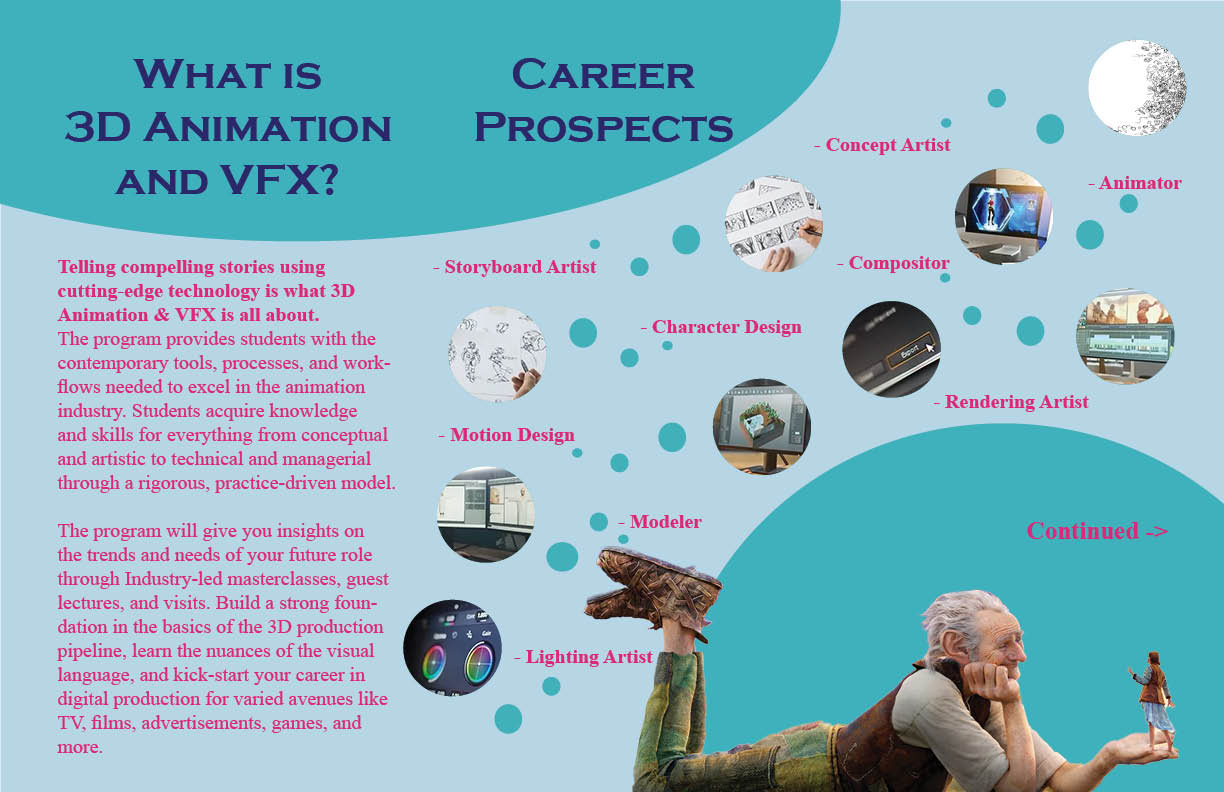 What is
3D Animation
and VFX?
Telling compelling stories using
cutting-edge technology is what 3D
Animation & VFX is all about.
The program provides students with the
contemporary tools, processes, and work-
flows needed to excel in the animation
industry. Students acquire knowledge
and skills for everything from conceptual
and artistic to technical and managerial
through a rigorous, practice-driven model.
The program will give you insights on
the trends and needs of your future role
through Industry-led masterclasses, guest
lectures, and visits. Build a strong foun-
dation in the basics of the 3D production
pipeline, learn the nuances of the visual
language, and kick-start your career in
digital production for varied avenues like
TV, films, advertisements, games, and
more.
Career
Prospects
- Concept Artist
- Animator
- Storyboard Artist
- Compositor
- Character Design
Export
- Rendering Artist
- Motion Design
- Modeler
Continued ->
Gain
- Lighting Artist